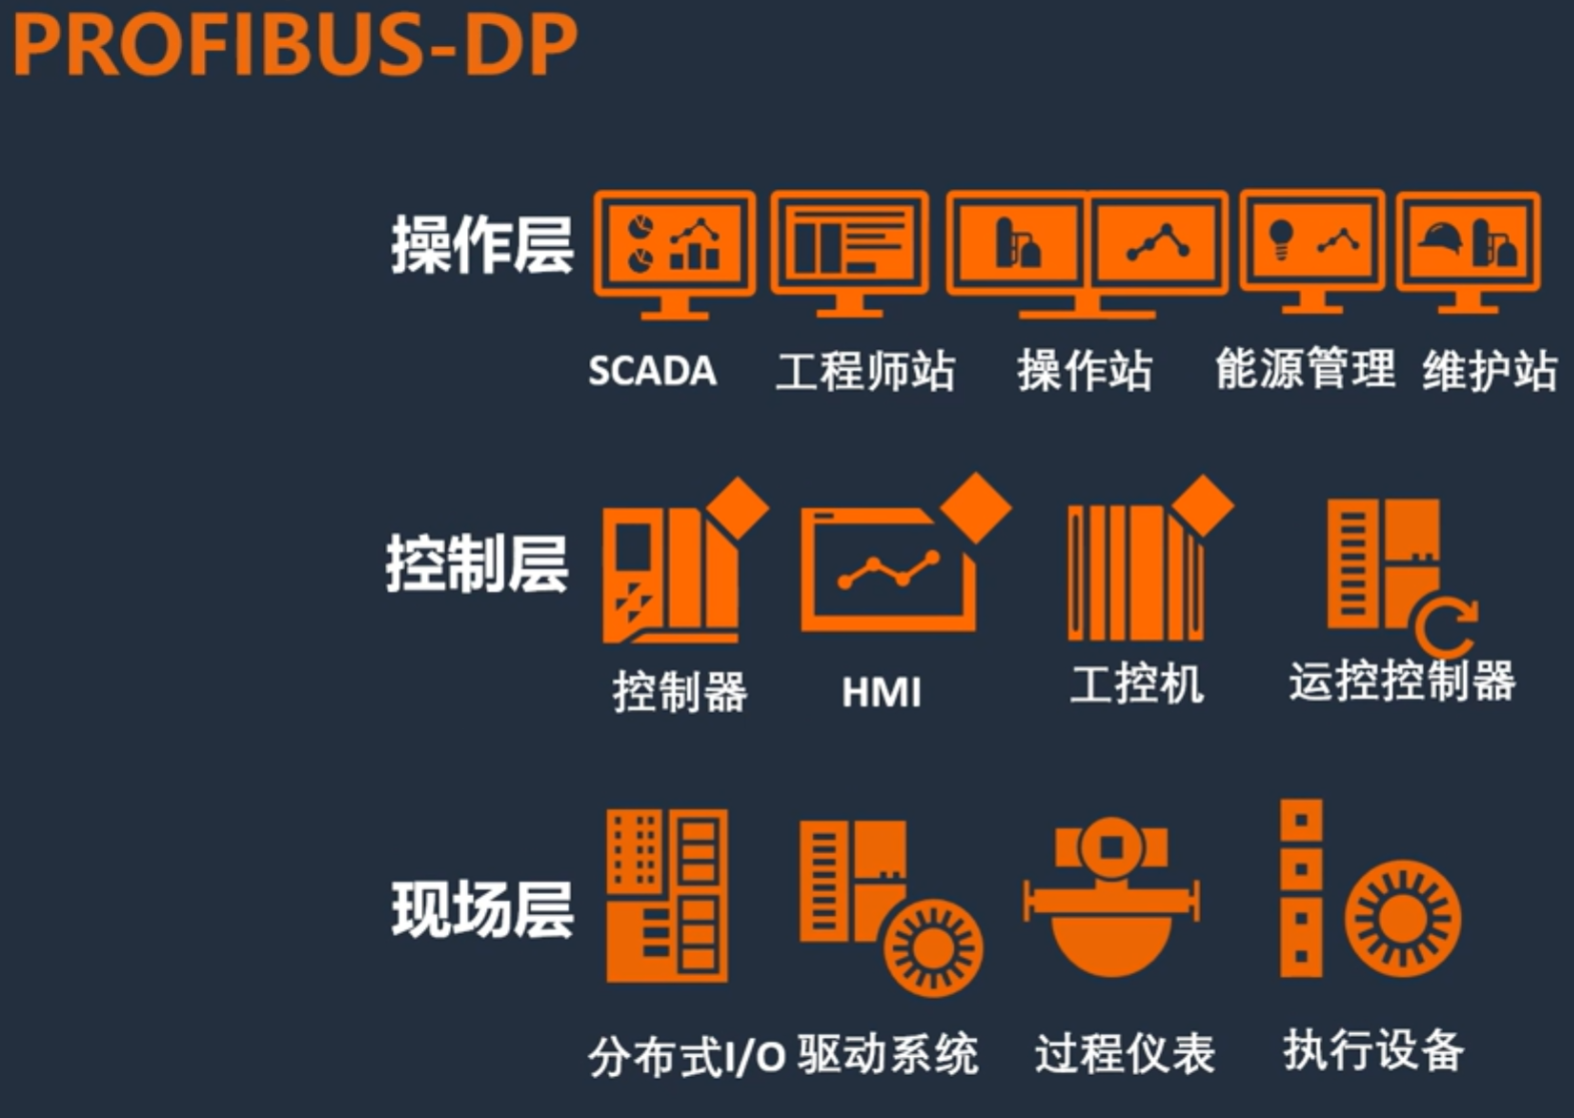 PROFIBUS-DP
操作层
SCADA 工程师站 操作站 能源管理 维护站
控制层
控制器 HMI 工控机 运控控制器
现场层
分布式I/O 驱动系统 过程仪表 执行设备